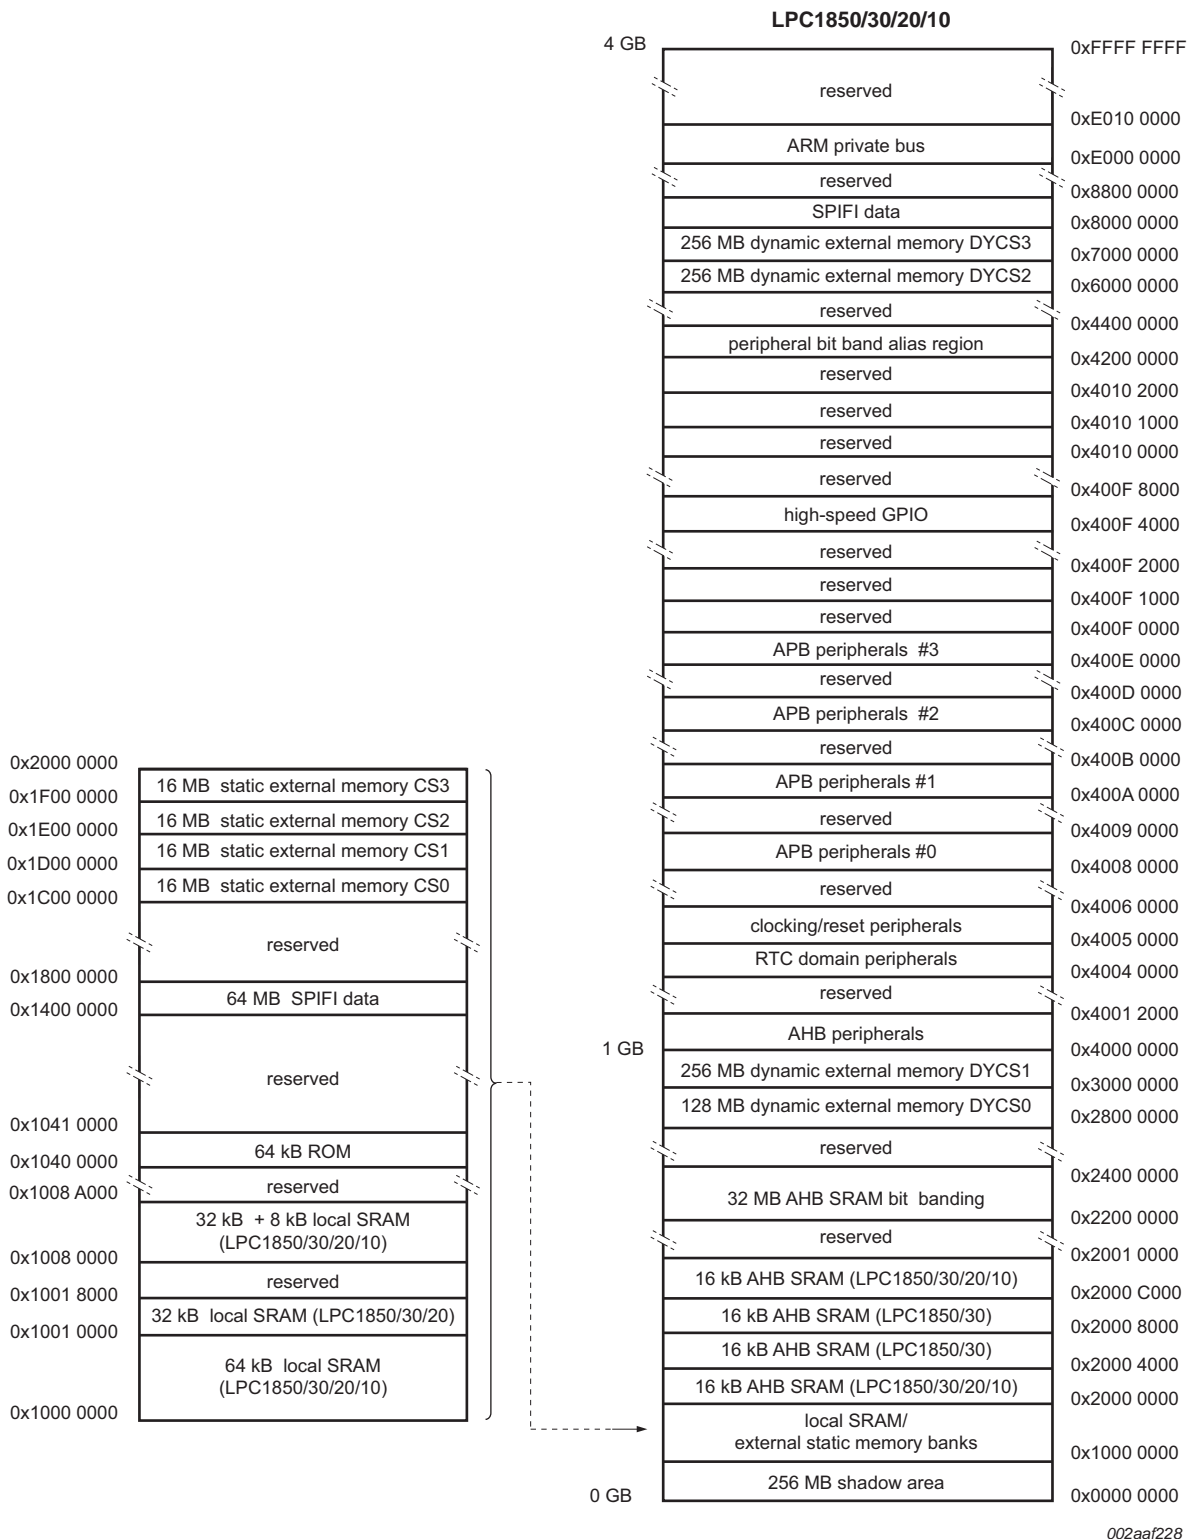 LPC1850/30/20/10
4 GB
0xFFFF FFFF
reserved
0xE010 0000
ARM private bus
0xE000 0000
reserved
0x8800 0000
SPIFI data
0x8000 0000
256 MB dynamic external memory DYCS3
0x7000 0000
256 MB dynamic external memory DYCS2
0x6000 0000
reserved
0x4400 0000
peripheral bit band alias region
0x4200 0000
reserved
0x4010 2000
reserved
0x4010 1000
reserved
0x4010 0000
reserved
0x400F 8000
high-speed GPIO
0x400F 4000
reserved
0x400F 2000
reserved
0x400F 1000
reserved
0x400F 0000
APB peripherals #3
0x400E 0000
reserved
0x400D 0000
APB peripherals #2
0x400C 0000
reserved
0x400B 0000
APB peripherals #1
0x400A 0000
reserved
0x4009 0000
APB peripherals #0
0x4008 0000
reserved
0x4006 0000
clocking/reset peripherals
0x4005 0000
RTC domain peripherals
0x4004 0000
reserved
0x4001 2000
AHB peripherals
1 GB
0x4000 0000
256 MB dynamic external memory DYCS1
0x3000 0000
128 MB dynamic external memory DYCS0
0x2800 0000
reserved
0x2400 0000
32 MB AHB SRAM bit banding
0x2200 0000
reserved
0x2001 0000
16 kB AHB SRAM (LPC1850/30/20/10)
0x2000 C000
16 kB AHB SRAM (LPC1850/30)
0x2000 8000
16 kB AHB SRAM (LPC1850/30)
0x2000 4000
16 kB AHB SRAM (LPC1850/30/20/10)
0x2000 0000
local SRAM/
external static memory banks
0x1000 0000
256 MB shadow area
0 GB
0x0000 0000
0x2000 0000
16 MB static external memory CS3
0x1F00 0000
16 MB static external memory CS2
0x1E00 0000
16 MB static external memory CS1
0x1D00 0000
16 MB static external memory CS0
0x1C00 0000
reserved
0x1800 0000
64 MB SPIFI data
0x1400 0000
reserved
0x1041 0000
64 kB ROM
0x1040 0000
reserved
0x1008 A000
32 kB + 8 kB local SRAM
(LPC1850/30/20/10)
0x1008 0000
reserved
0x1001 8000
32 kB local SRAM (LPC1850/30/20)
0x1001 0000
64 kB local SRAM
(LPC1850/30/20/10)
0x1000 0000
002aaf228